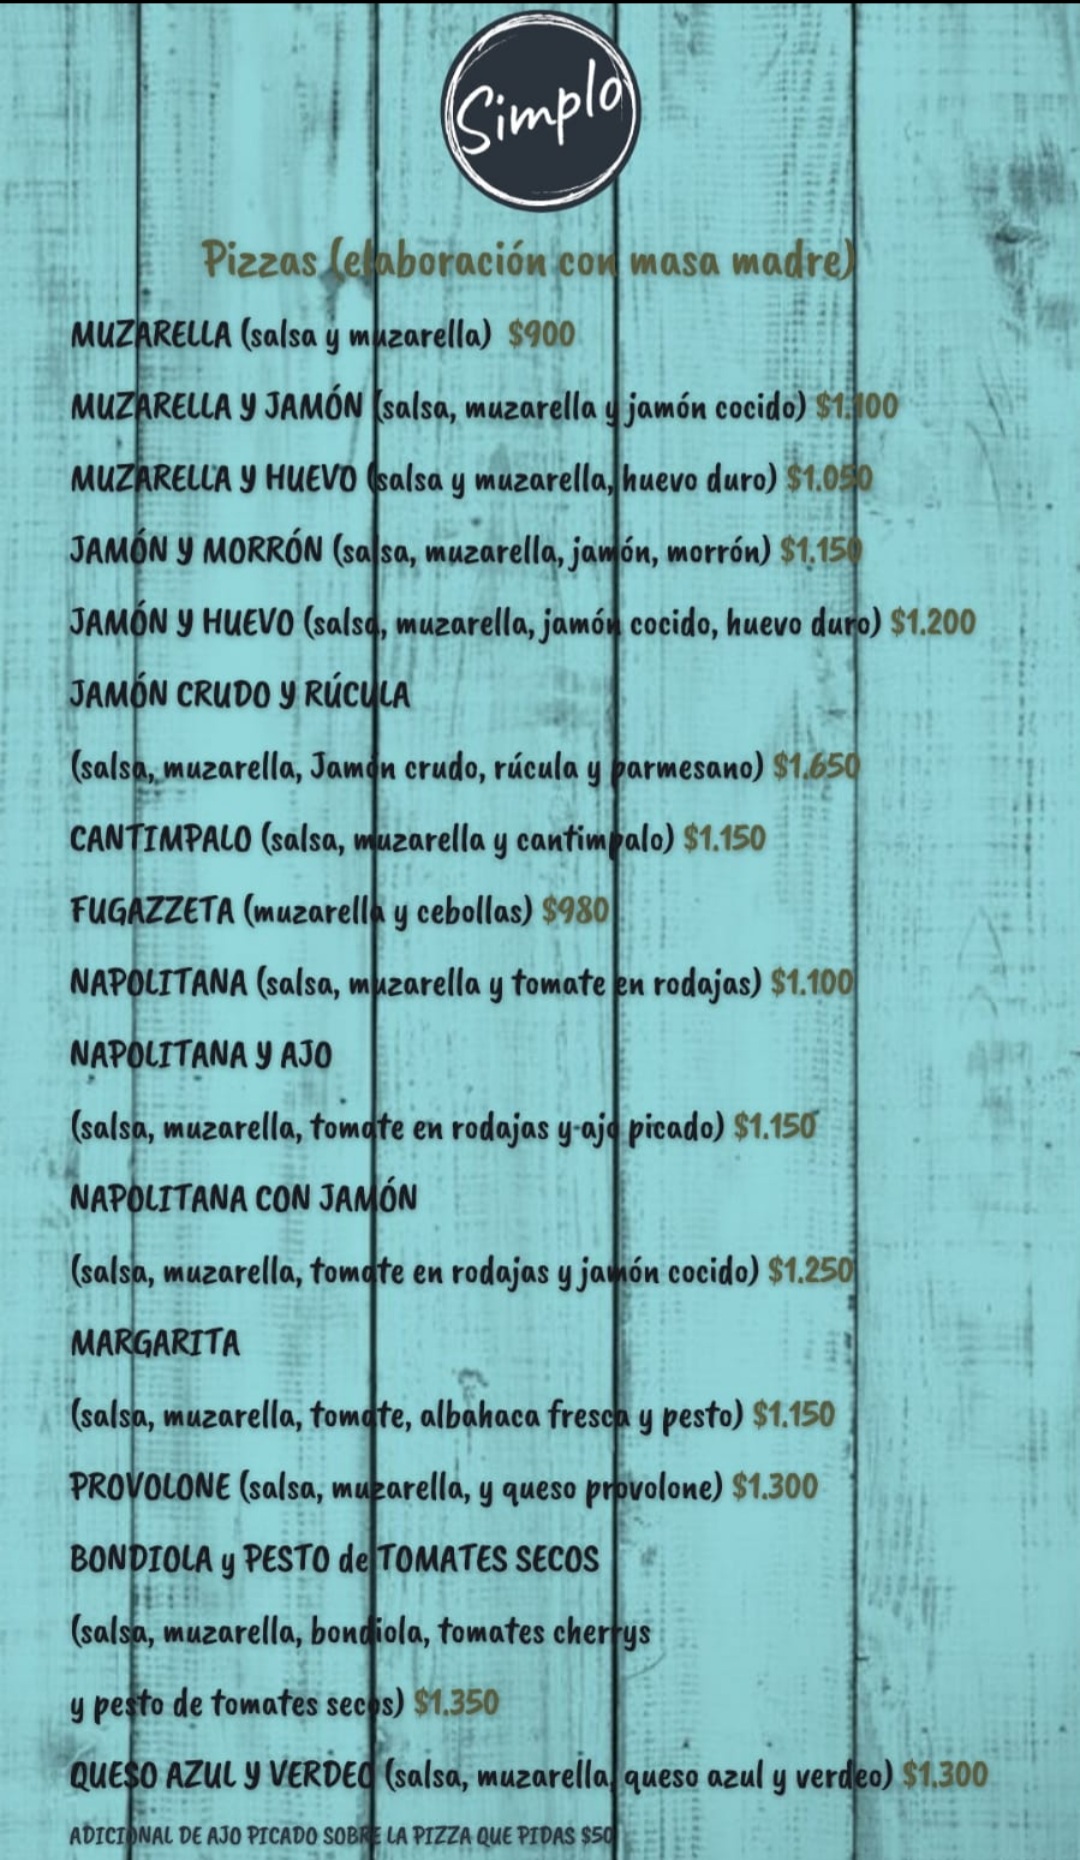 Simplo
Pizzas (elaboración con masa madre)
MUZARELLA (salsa y muzarella) $900
MUZARELLA Y JAMÓN (salsa, muzarella y jamón cocido) $1.100
MUZARELLA Y HUEVO (salsa y muzarella, huevo duro) $1.050
JAMÓN Y MORRÓN (salsa, muzarella, jamón, morrón) $1.150
JAMÓN Y HUEVO (salsa, muzarella, jamón cocido, huevo duro) $1.200
JAMÓN CRUDO Y RÚCULA
(salsa, muzarella, Jamón crudo, rúcula y parmesano) $1.650
CANTIMPALO (salsa, muzarella y cantimpalo) $1.150
FUGAZZETA (muzarella y cebollas) $980
NAPOLITANA (salsa, muzarella y tomate en rodajas) $1.100
NAPOLITANA Y AJO
(salsa, muzarella, tomate en rodajas y ajo picado) $1.150
NAPOLITANA CON JAMÓN
(salsa, muzarella, tomate en rodajas y jamón cocido) $1.250
MARGARITA
(salsa, muzarella, tomate, albahaca fresca y pesto) $1.150
PROVOLONE (salsa, muzarella, y queso provolone) $1.300
BONDIOLA y PESTO de TOMATES SECOS
(salsa, muzarella, bondiola, tomates cherrys
y pesto de tomates secos) $1.350
QUESO AZUL Y VERDEO (salsa, muzarella, queso azul y verdeo) $1.300
ADICIONAL DE AJO PICADO SOBRE LA PIZZA QUE PIDAS $50